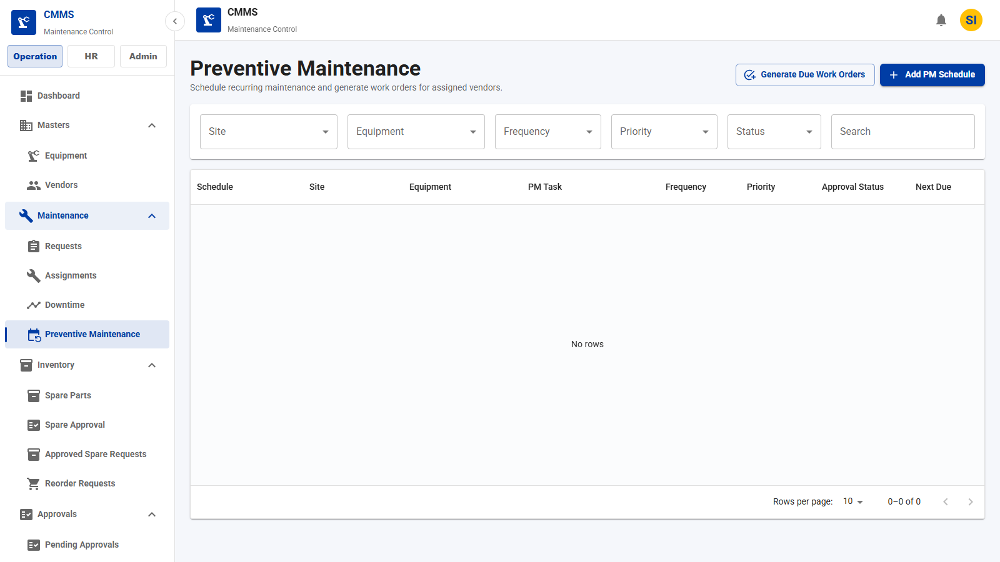 CMMS
Maintenance Control
Operation
HR
Admin
Dashboard
Masters
Equipment
Vendors
Maintenance
Requests
Assignments
Downtime
Preventive Maintenance
Inventory
Spare Parts
Spare Approval
Approved Spare Requests
Reorder Requests
Approvals
Pending Approvals
CMMS
Maintenance Control
SI
Preventive Maintenance
Schedule recurring maintenance and generate work orders for assigned vendors.
Generate Due Work Orders
Add PM Schedule
Site
Equipment
Frequency
Priority
Status
Search
Schedule
Site
Equipment
PM Task
Frequency
Priority
Approval Status
Next Due
No rows
Rows per page:
10
0–0 of 0